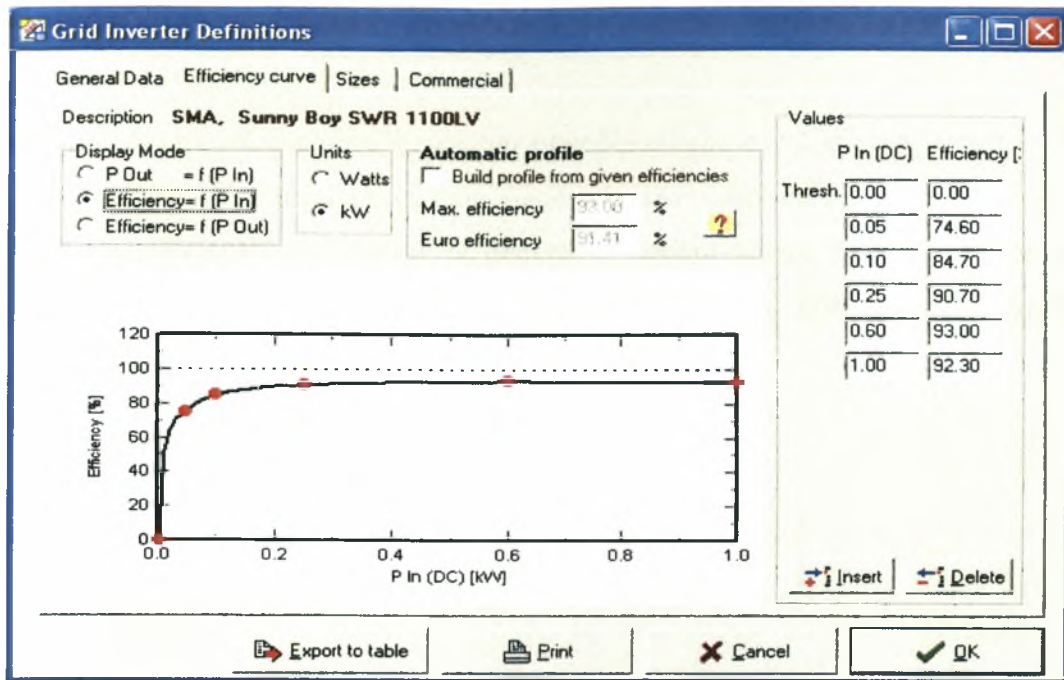 Grid Inverter Definitions
General Data Efficiency curve Sizes Commercial
Description SMA, Sunny Boy SWR 1100LV
Display Mode
P Out = f (P In)
Efficiency= f (P In)
Efficiency= f (P Out)
Units
Watts
kW
Automatic profile
Build profile from given efficiencies
Max. efficiency 93.00 %
Euro efficiency 91.41 %
?
Values
P In (DC) Efficiency [
Thresh. 0.00 0.00
0.05 74.60
0.10 84.70
0.25 90.70
0.60 93.00
1.00 92.30
Insert Delete
120
100
80
60
40
20
0
Efficiency [%]
0.0 0.2 0.4 0.6 0.8 1.0
P In (DC) [kW]
Export to table Print Cancel OK